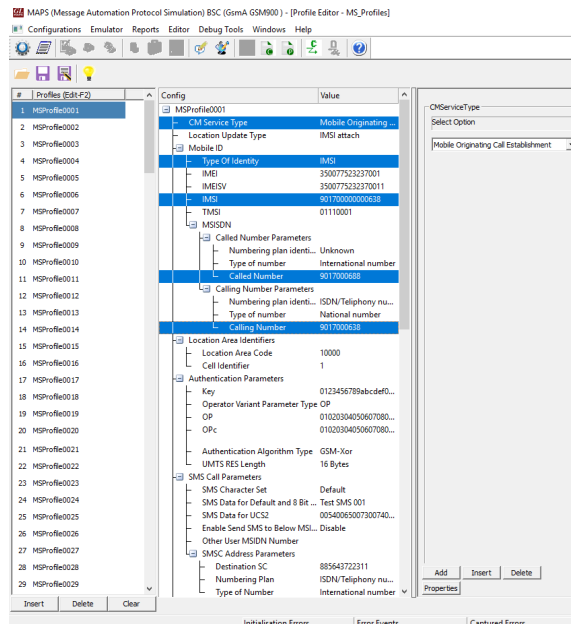 MAPS (Message Automation Protocol Simulation) BSC (GsmA GSM900 ) - [Profile Editor - MS_Profiles]
Configurations Emulator Reports Editor Debug Tools Windows Help
# Profiles (Edit-F2)
1 MSProfile0001
2 MSProfile0002
3 MSProfile0003
4 MSProfile0004
5 MSProfile0005
6 MSProfile0006
7 MSProfile0007
8 MSProfile0008
9 MSProfile0009
10 MSProfile0010
11 MSProfile0011
12 MSProfile0012
13 MSProfile0013
14 MSProfile0014
15 MSProfile0015
16 MSProfile0016
17 MSProfile0017
18 MSProfile0018
19 MSProfile0019
20 MSProfile0020
21 MSProfile0021
22 MSProfile0022
23 MSProfile0023
24 MSProfile0024
25 MSProfile0025
26 MSProfile0026
27 MSProfile0027
28 MSProfile0028
29 MSProfile0029
Insert Delete Clear
Config Value
MSProfile0001
CM Service Type Mobile Originating ...
Location Update Type IMSI attach
Mobile ID
Type Of Identity IMSI
IMEI 350077523237001
IMEISV 3500775232370011
IMSI 901700000000638
TMSI 01110001
MSISDN
Called Number Parameters
Numbering plan identi... Unknown
Type of number International number
Called Number 9017000688
Calling Number Parameters
Numbering plan identi... ISDN/Teliphony nu...
Type of number National number
Calling Number 9017000638
Location Area Identifiers
Location Area Code 10000
Cell Identifier 1
Authentication Parameters
Key 0123456789abcdef0...
Operator Variant Parameter Type OP
OP 01020304050607080...
OPc 01020304050607080...
Authentication Algorithm Type GSM-Xor
UMTS RES Length 16 Bytes
SMS Call Parameters
SMS Character Set Default
SMS Data for Default and 8 Bit ... Test SMS 001
SMS Data for UCS2 00540065007300740...
Enable Send SMS to Below MSI... Disable
Other User MSIDN Number
SMSC Address Parameters
Destination SC 885643722311
Numbering Plan ISDN/Teliphony nu...
Type of Number International number
CMServiceType
Select Option
Mobile Originating Call Establishment
Add Insert Delete
Properties
Initialisation Errors Error Events Captured Errors